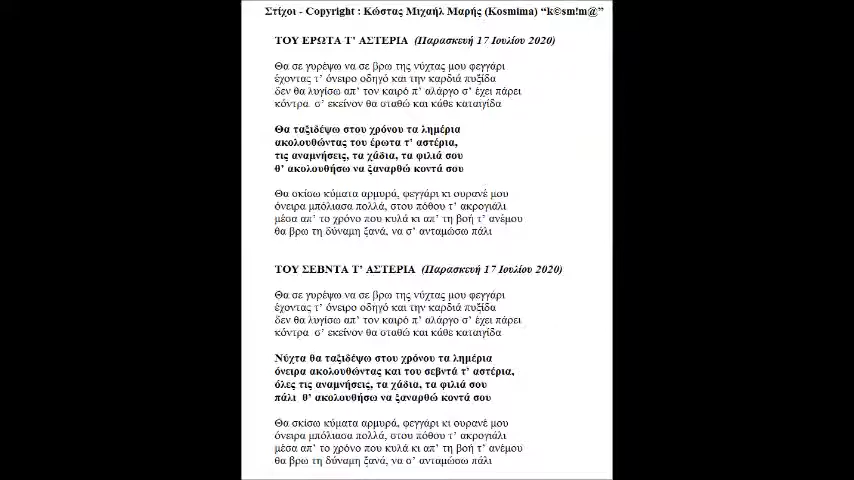 Στίχοι - Copyright : Κώστας Μιχαήλ Μαρής (Kosmima) “k©sm!m@”
ΤΟΥ ΕΡΩΤΑ Τ’ ΑΣΤΕΡΙΑ (Παρασκευή 17 Ιουλίου 2020)
Θα σε γυρέψω να σε βρω της νύχτας μου φεγγάρι
έχοντας τ’ όνειρο οδηγό και την καρδιά πυξίδα
δεν θα λυγίσω απ’ τον καιρό π’ αλάργο σ’ έχει πάρει
κόντρα σ’ εκείνον θα σταθώ και κάθε καταιγίδα
Θα ταξιδέψω στου χρόνου τα λημέρια
ακολουθώντας του έρωτα τ’ αστέρια,
τις αναμνήσεις, τα χάδια, τα φιλιά σου
θ’ ακολουθήσω να ξαναρθώ κοντά σου
Θα σκίσω κύματα αρμυρά, φεγγάρι κι ουρανέ μου
όνειρα μπόλιασα πολλά, στου πόθου τ’ ακρογιάλι
μέσα απ’ το χρόνο που κυλά κι απ’ τη βοή τ’ ανέμου
θα βρω τη δύναμη ξανά, να σ’ ανταμώσω πάλι
ΤΟΥ ΣΕΒΝΤΑ Τ’ ΑΣΤΕΡΙΑ (Παρασκευή 17 Ιουλίου 2020)
Θα σε γυρέψω να σε βρω της νύχτας μου φεγγάρι
έχοντας τ’ όνειρο οδηγό και την καρδιά πυξίδα
δεν θα λυγίσω απ’ τον καιρό π’ αλάργο σ’ έχει πάρει
κόντρα σ’ εκείνον θα σταθώ και κάθε καταιγίδα
Νύχτα θα ταξιδέψω στου χρόνου τα λημέρια
όνειρα ακολουθώντας και του σεβντά τ’ αστέρια,
όλες τις αναμνήσεις, τα χάδια, τα φιλιά σου
πάλι θ’ ακολουθήσω να ξαναρθώ κοντά σου
Θα σκίσω κύματα αρμυρά, φεγγάρι κι ουρανέ μου
όνειρα μπόλιασα πολλά, στου πόθου τ’ ακρογιάλι
μέσα απ’ το χρόνο που κυλά κι απ’ τη βοή τ’ ανέμου
θα βρω τη δύναμη ξανά, να σ’ ανταμώσω πάλι